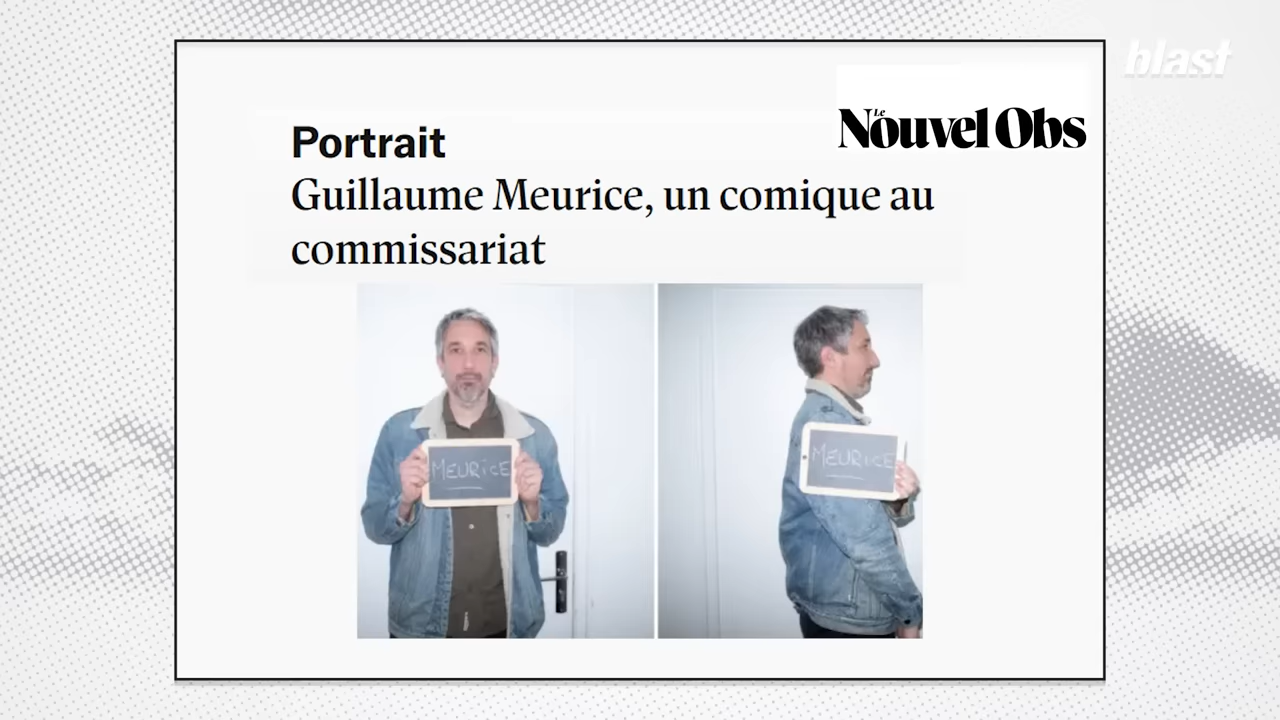 blast
Le Nouvel Obs
Portrait
Guillaume Meurice, un comique au
commissariat
MEURICE
MEURICE